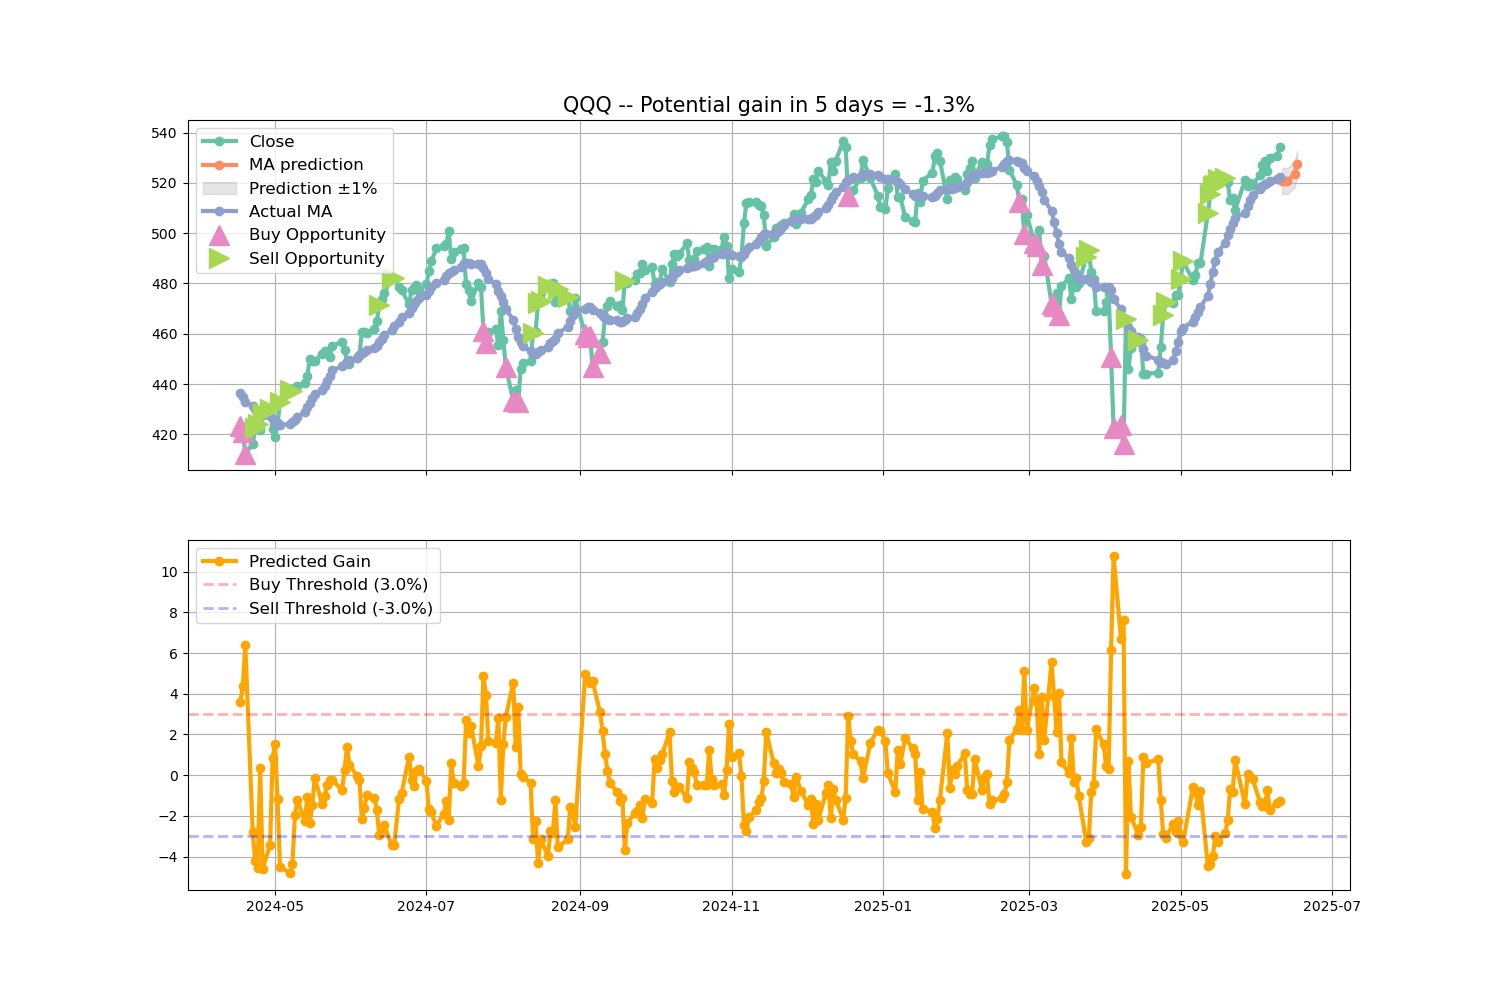 QQQ -- Potential gain in 5 days = -1.3%
540
520
500
480
460
440
420
Close
MA prediction
Prediction ±1%
Actual MA
Buy Opportunity
Sell Opportunity
10
8
6
4
2
0
−2
−4
Predicted Gain
Buy Threshold (3.0%)
Sell Threshold (-3.0%)
2024-05
2024-07
2024-09
2024-11
2025-01
2025-03
2025-05
2025-07